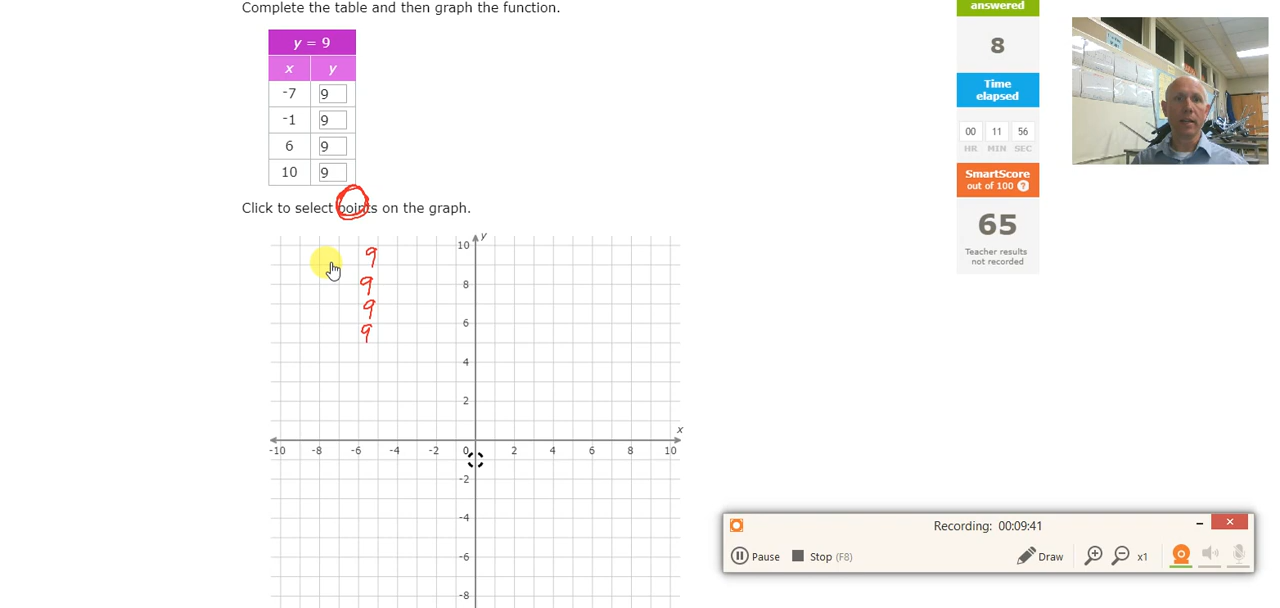 Complete the table and then graph the function.
y = 9
x y
-7 9
-1 9
6 9
10 9
Click to select points on the graph.
10
y
8
6
4
2
x
-10 -8 -6 -4 -2 0 2 4 6 8 10
-2
-4
-6
-8
9
9
9
9
answered
8
Time
elapsed
00 11 56
HR MIN SEC
SmartScore
out of 100 ?
65
Teacher results
not recorded
Recording: 00:09:41
Pause Stop (F8) Draw x1